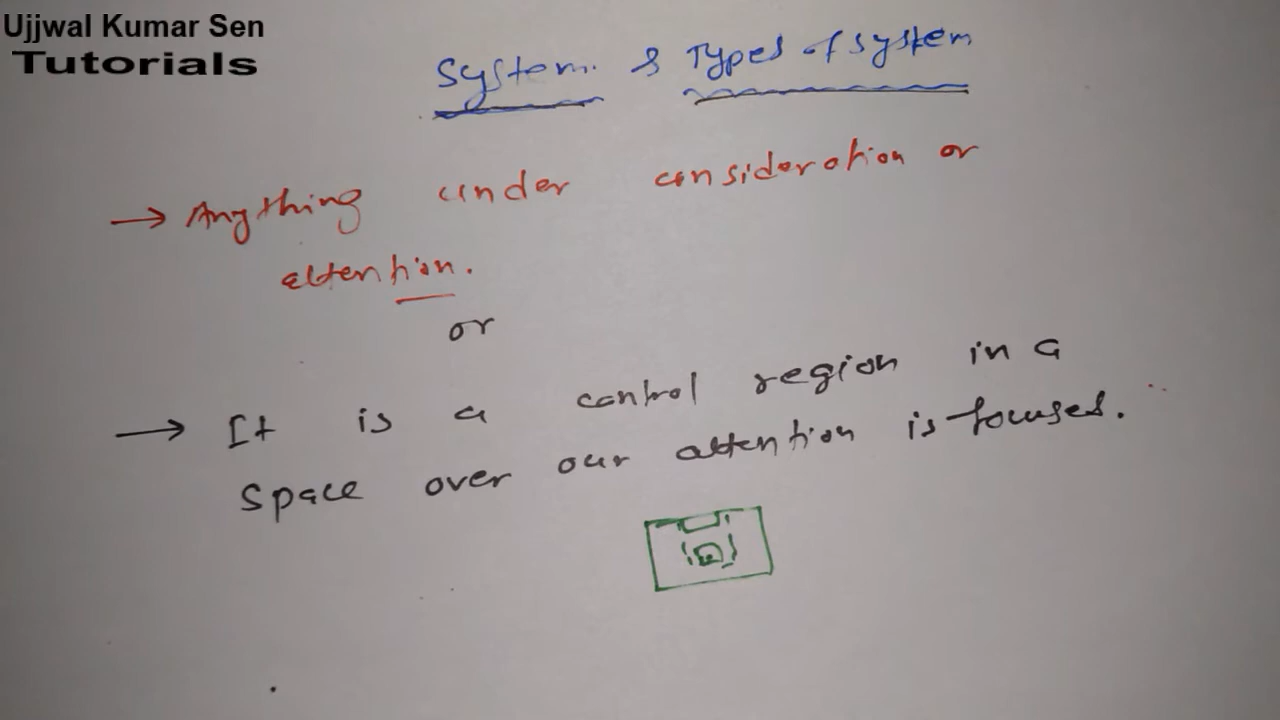 Ujjwal Kumar Sen
Tutorials
System & Types of system
→ Anything under consideration or
attention.
or
→ It is a control region in a
space over our attention is focuses.